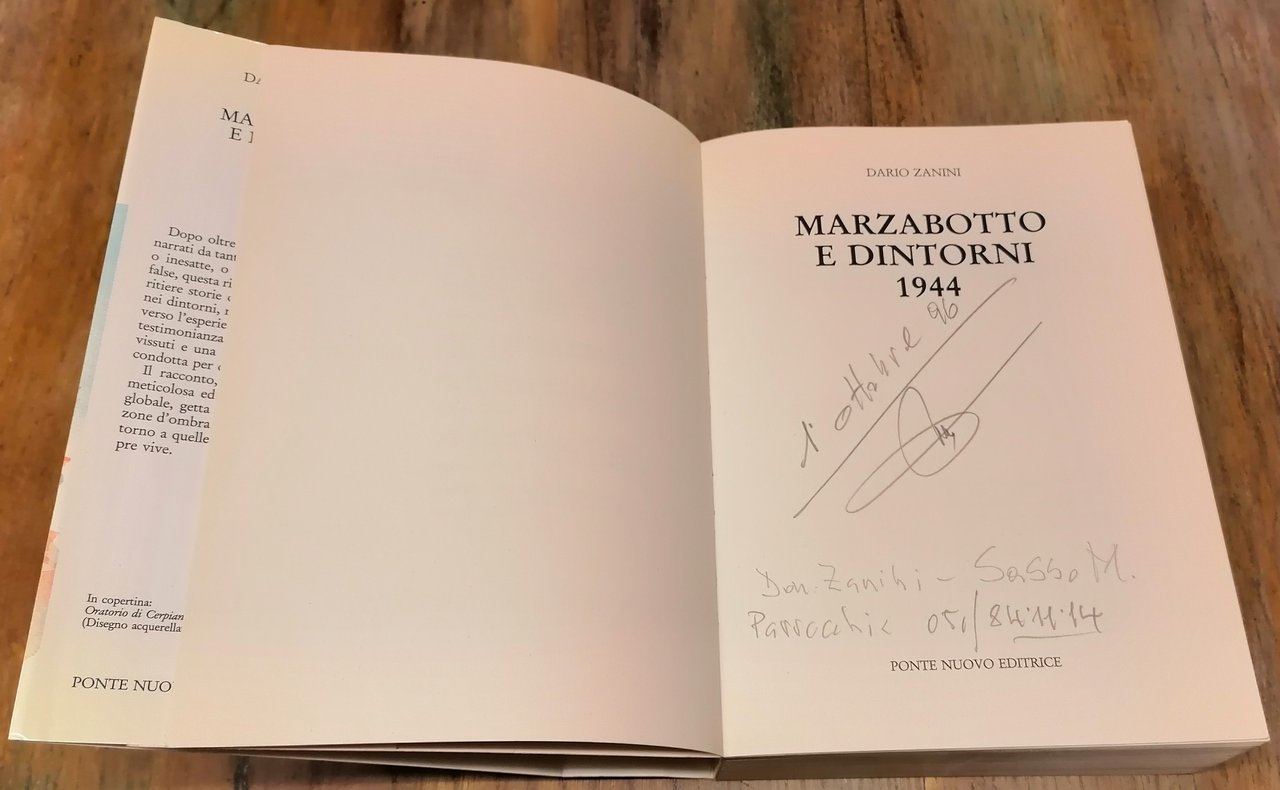 DA
MA
E
Dopo oltre
narrati da tant
o inesatte, o
false, questa ri
ritiere storie
nei dintorni, r
verso l'esperie
testimonianza
vissuti e una
condotta per
Il racconto,
meticolosa ed
globale, getta
zone d'ombra
torno a quelle
pre vive.
In copertina:
Oratorio di Cerpian
(Disegno acquerella
PONTE NUO
DARIO ZANINI
MARZABOTTO
E DINTORNI
1944
1° ottobre 96
Don Zanini - Sasso M.
Parrocchia 051/84.11.14
PONTE NUOVO EDITRICE